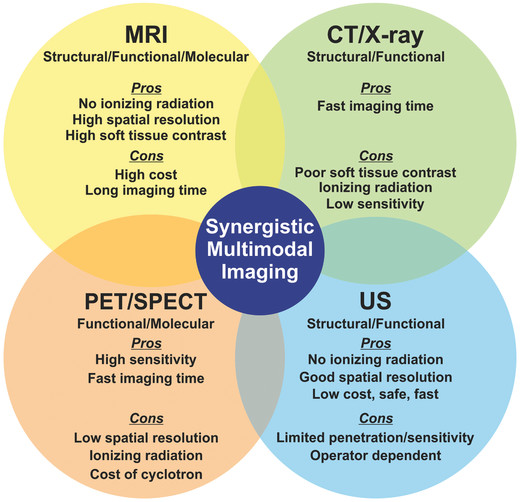 MRI
Structural/Functional/Molecular
Pros
No ionizing radiation
High spatial resolution
High soft tissue contrast
Cons
High cost
Long imaging time
CT/X-ray
Structural/Functional
Pros
Fast imaging time
Cons
Poor soft tissue contrast
Ionizing radiation
Low sensitivity
Synergistic
Multimodal
Imaging
PET/SPECT
Functional/Molecular
Pros
High sensitivity
Fast imaging time
Cons
Low spatial resolution
Ionizing radiation
Cost of cyclotron
US
Structural/Functional
Pros
No ionizing radiation
Good spatial resolution
Low cost, safe, fast
Cons
Limited penetration/sensitivity
Operator dependent